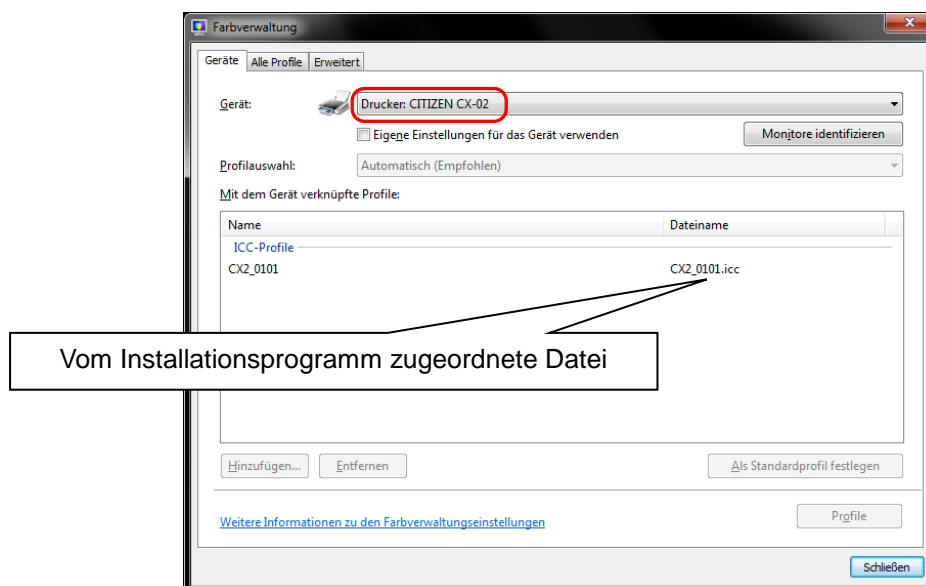 Farbverwaltung
Geräte Alle Profile Erweitert
Gerät: Drucker: CITIZEN CX-02
Eigene Einstellungen für das Gerät verwenden Monitore identifizieren
Profilauswahl: Automatisch (Empfohlen)
Mit dem Gerät verknüpfte Profile:
Name Dateiname
ICC-Profile
CX2_0101 CX2_0101.icc
Vom Installationsprogramm zugeordnete Datei
Hinzufügen... Entfernen Als Standardprofil festlegen
Weitere Informationen zu den Farbverwaltungseinstellungen Profile
Schließen